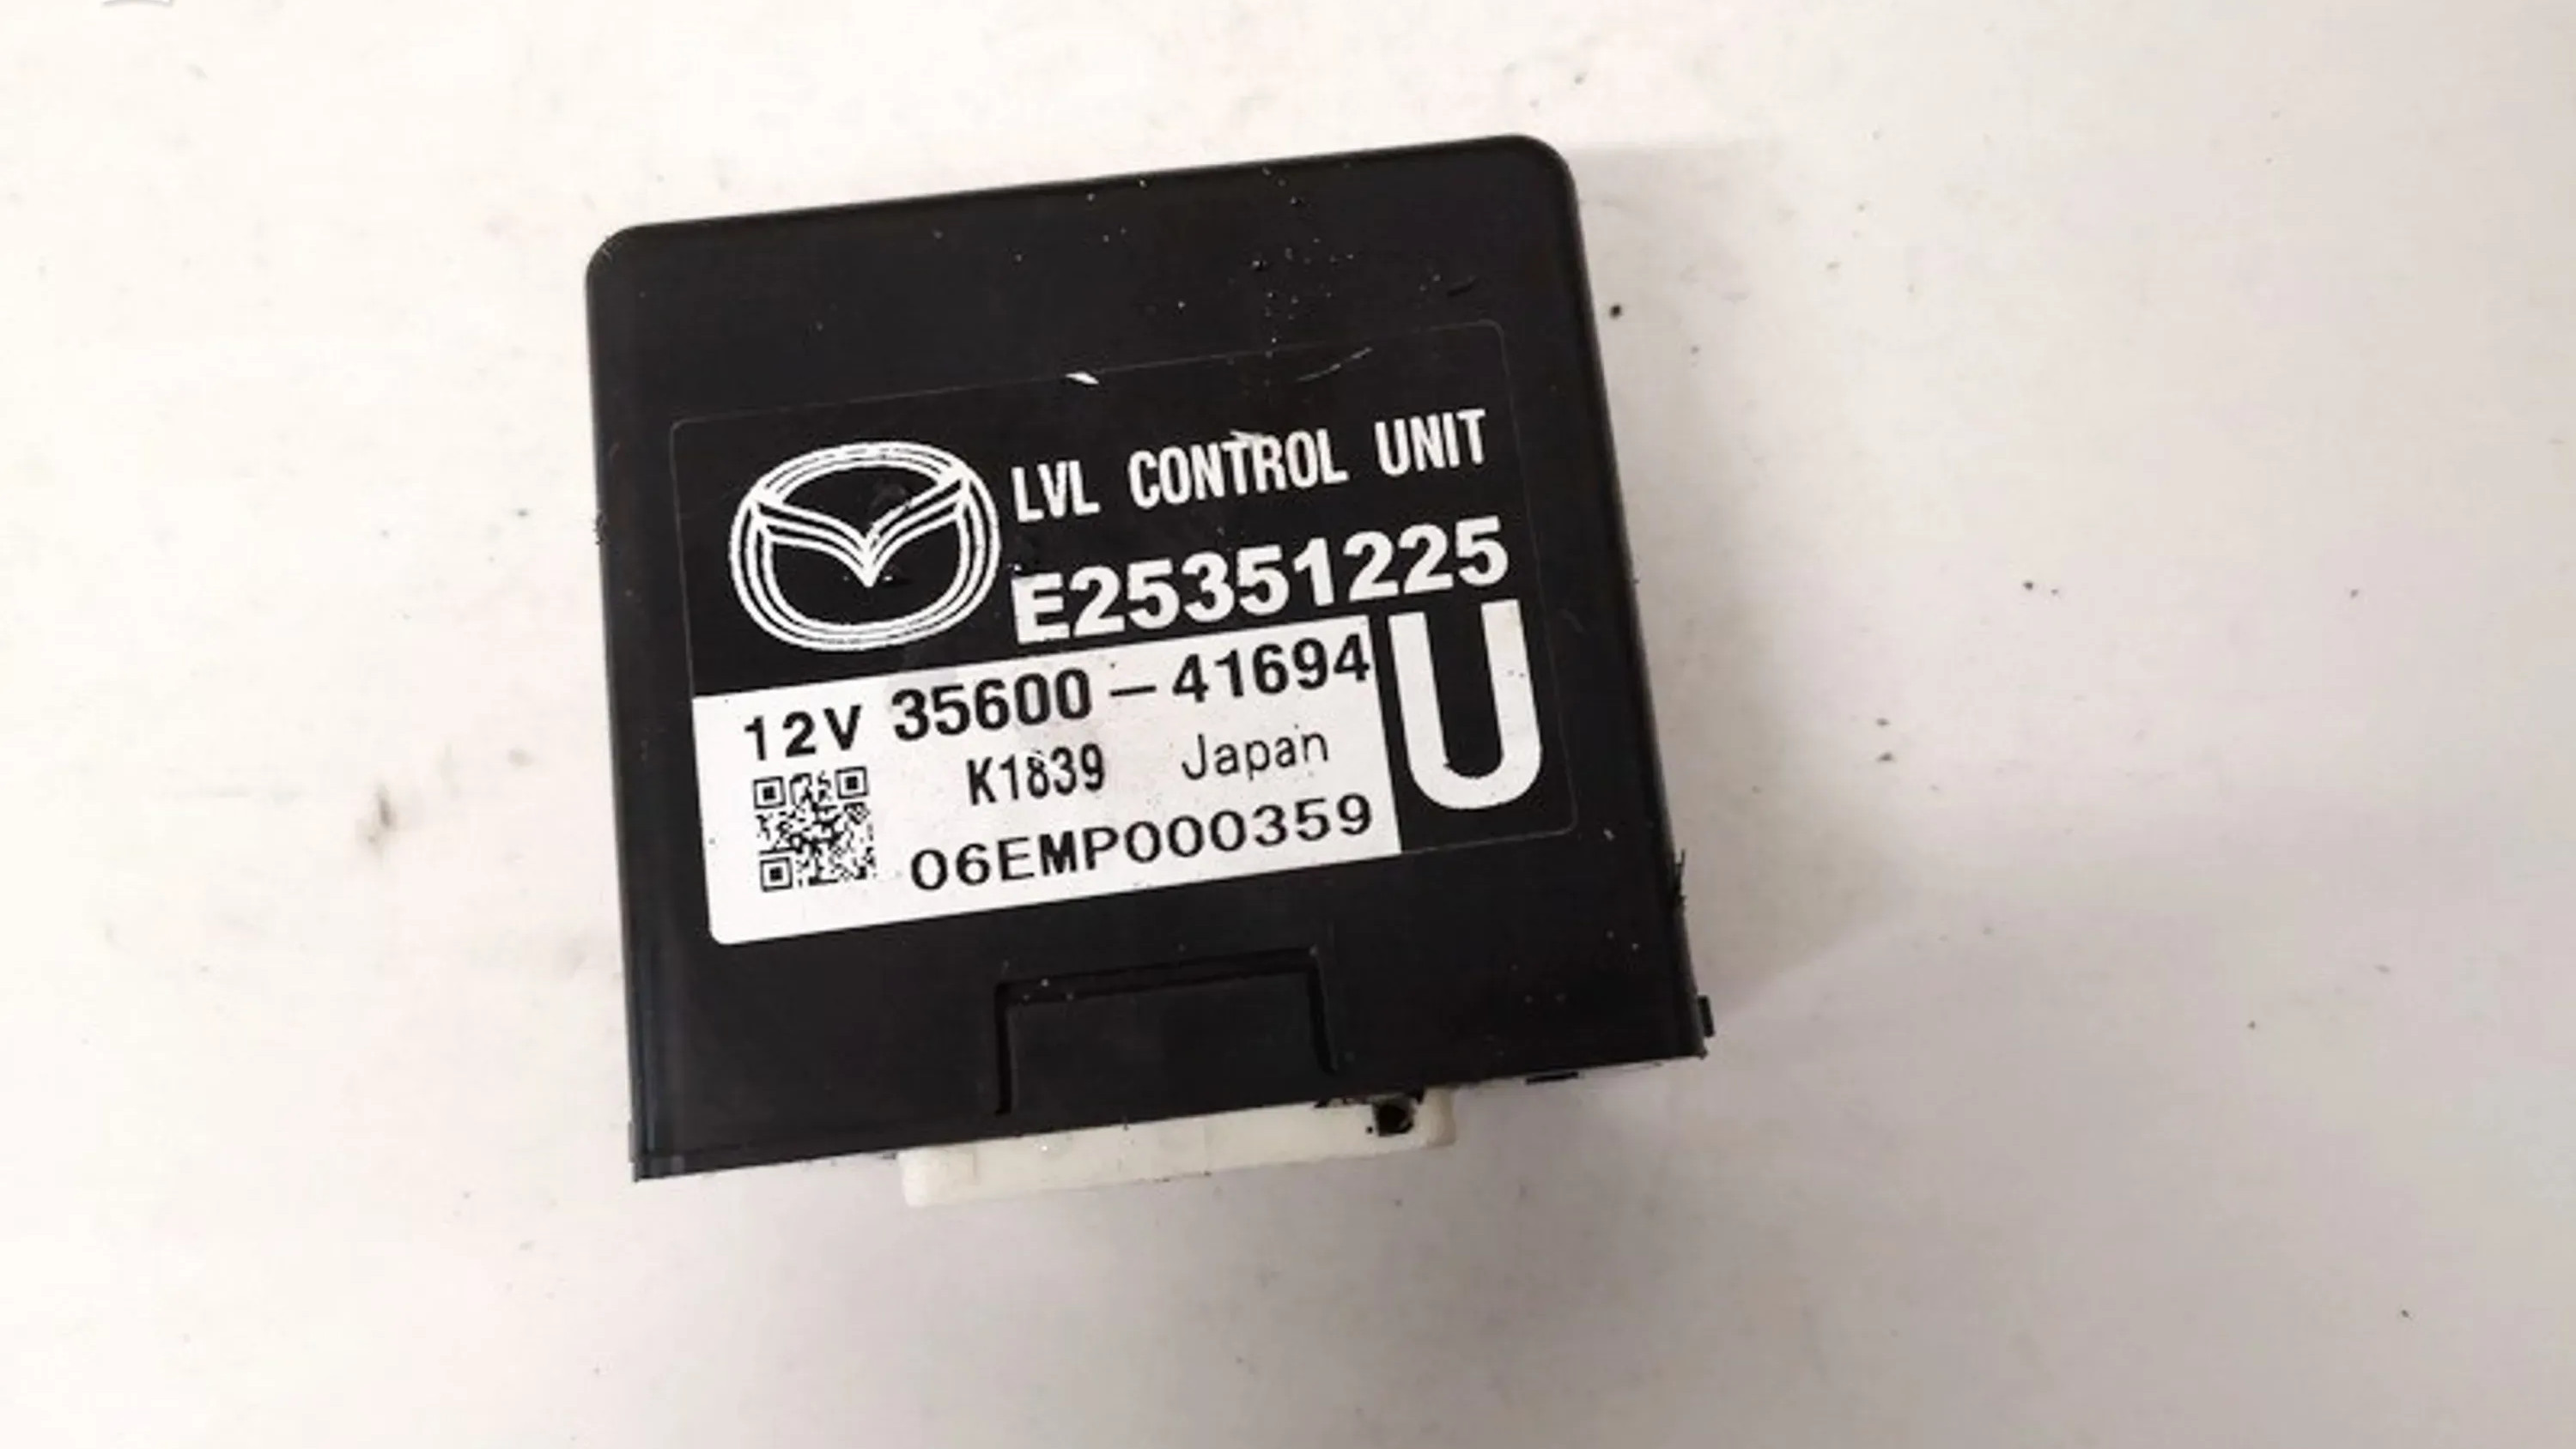 LVL CONTROL UNIT
E25351225
12V 35600-41694
U
K1839 Japan
06EMP000359